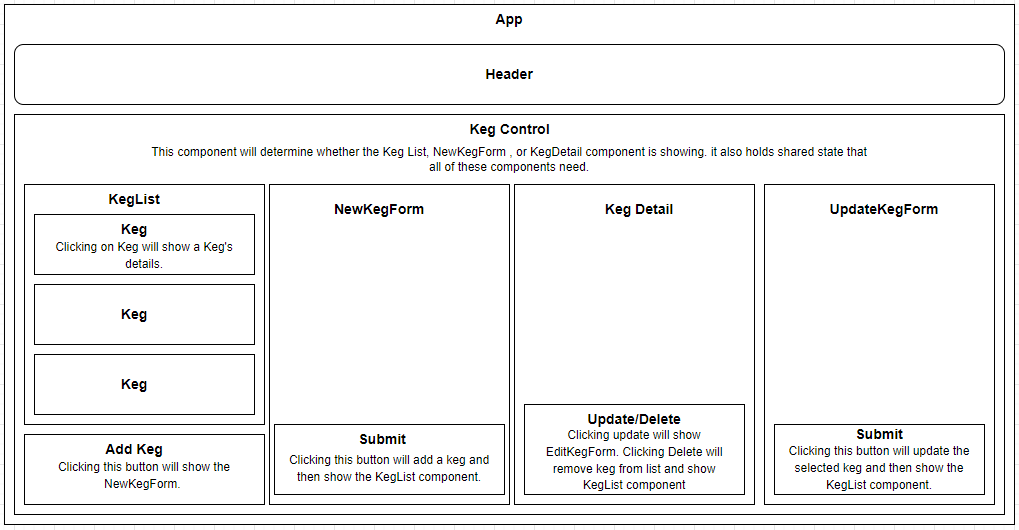 App
Header
Keg Control
This component will determine whether the Keg List, NewKegForm , or KegDetail component is showing. it also holds shared state that
all of these components need.
KegList
Keg
Clicking on Keg will show a Keg's
details.
Keg
Keg
Add Keg
Clicking this button will show the
NewKegForm.
NewKegForm
Submit
Clicking this button will add a keg and
then show the KegList component.
Keg Detail
Update/Delete
Clicking update will show
EditKegForm. Clicking Delete will
remove keg from list and show
KegList component
UpdateKegForm
Submit
Clicking this button will update the
selected keg and then show the
KegList component.